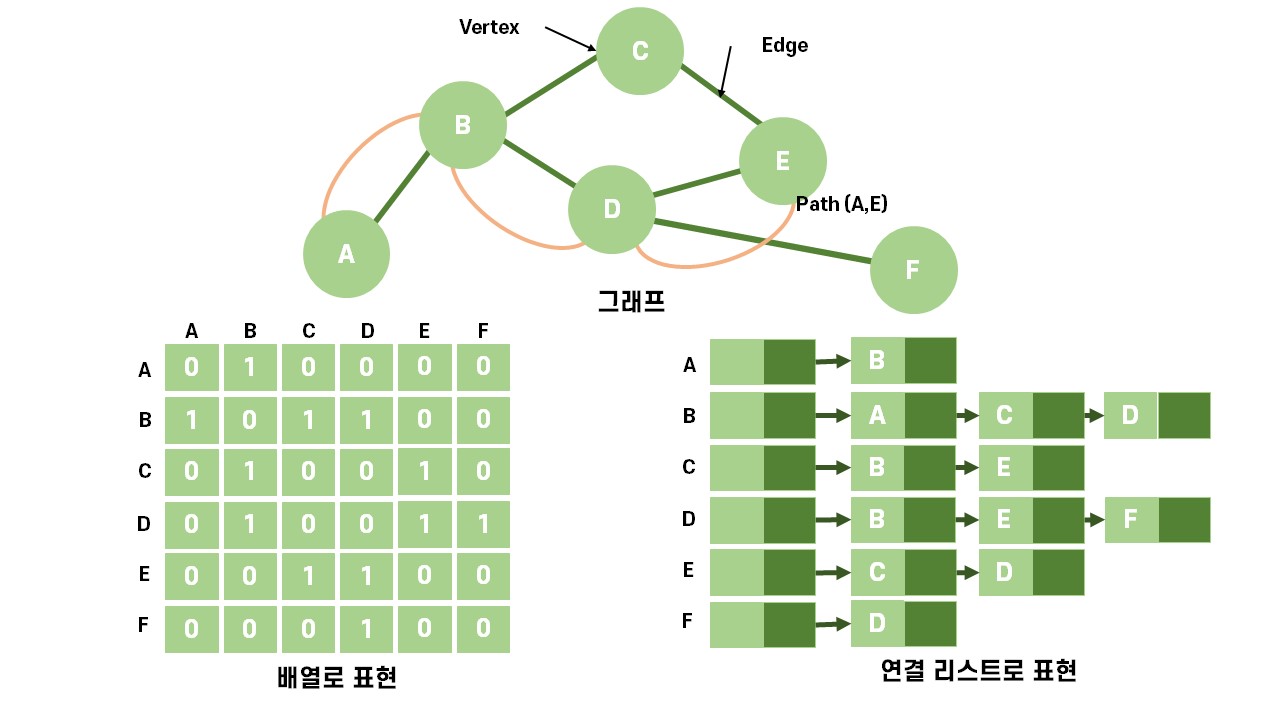 Vertex
C
Edge
B
E
Path (A,E)
D
A
F
그래프
A B C D E F
A 0 1 0 0 0 0
B 1 0 1 1 0 0
C 0 1 0 0 1 0
D 0 1 0 0 1 1
E 0 0 1 1 0 0
F 0 0 0 1 0 0
배열로 표현
A B
B A C D
C B E
D B E F
E C D
F D
연결 리스트로 표현